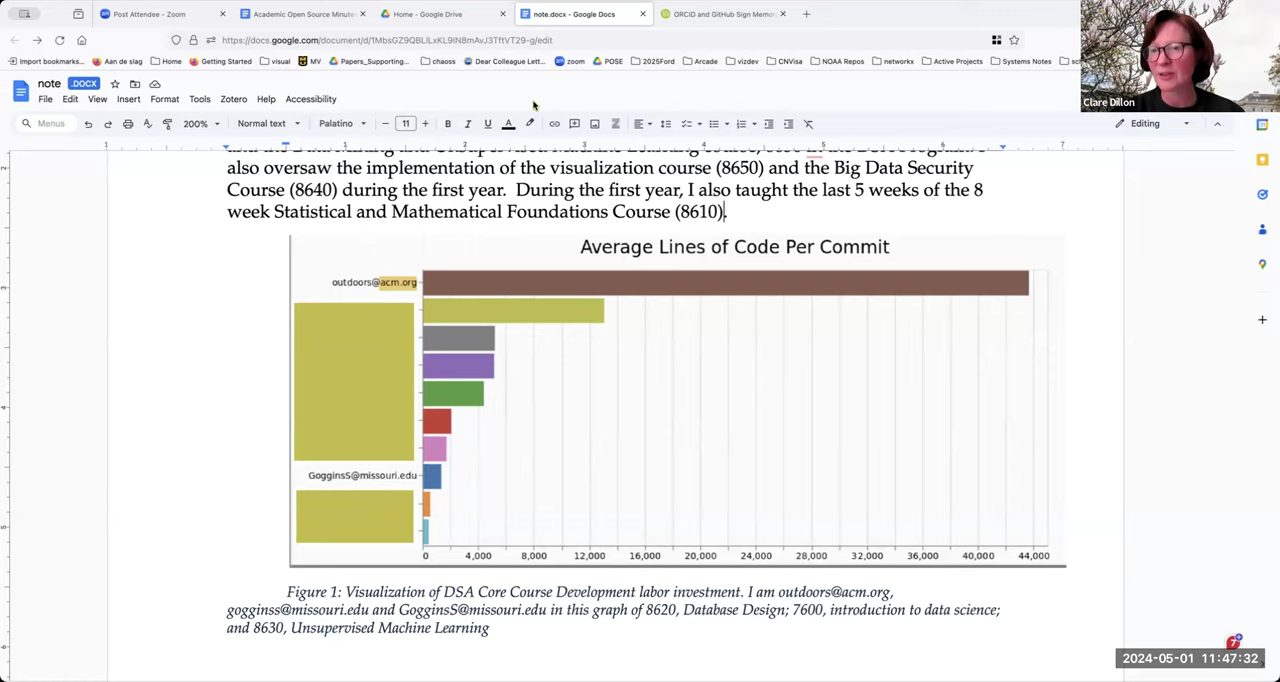 Post Attendee - Zoom
Academic Open Source Minute
Home - Google Drive
note.docx - Google Docs
ORCID and GitHub Sign Memo
https://docs.google.com/document/d/1MbsGZ9QBLlLxKL9lN8mAvJ3TftVT29-g/edit
Import bookmarks... Aan de slag Home Getting Started visual MV Papers_Supporting... chaoss Dear Colleague Lett... zoom POSE 2025Ford Arcade vizdev CNVisa NOAA Repos networkx Active Projects Systems Notes
note .DOCX
File Edit View Insert Format Tools Zotero Help Accessibility
Menus 200% Normal text Palatino 11 Editing
also oversaw the implementation of the visualization course (8650) and the Big Data Security
Course (8640) during the first year. During the first year, I also taught the last 5 weeks of the 8
week Statistical and Mathematical Foundations Course (8610).
Average Lines of Code Per Commit
outdoors@acm.org
GogginsS@missouri.edu
0 4,000 8,000 12,000 16,000 20,000 24,000 28,000 32,000 36,000 40,000 44,000
Figure 1: Visualization of DSA Core Course Development labor investment. I am outdoors@acm.org,
gogginss@missouri.edu and GogginsS@missouri.edu in this graph of 8620, Database Design; 7600, introduction to data science;
and 8630, Unsupervised Machine Learning
Clare Dillon
2024-05-01 11:47:32